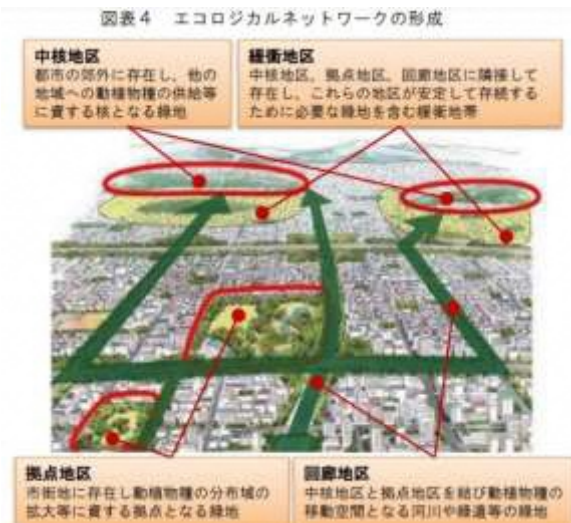 図表4 エコロジカルネットワークの形成
中核地区
都市の郊外に存在し、他の
地域への動植物種の供給等
に資する核となる緑地
緩衝地区
中核地区、拠点地区、回廊地区に隣接して
存在し、これらの地区が安定して存続する
ために必要な緑地を含む緩衝地帯
拠点地区
市街地に存在し動植物種の分布域の
拡大等に資する拠点となる緑地
回廊地区
中核地区と拠点地区を結び動植物種の
移動空間となる河川や緑道等の緑地